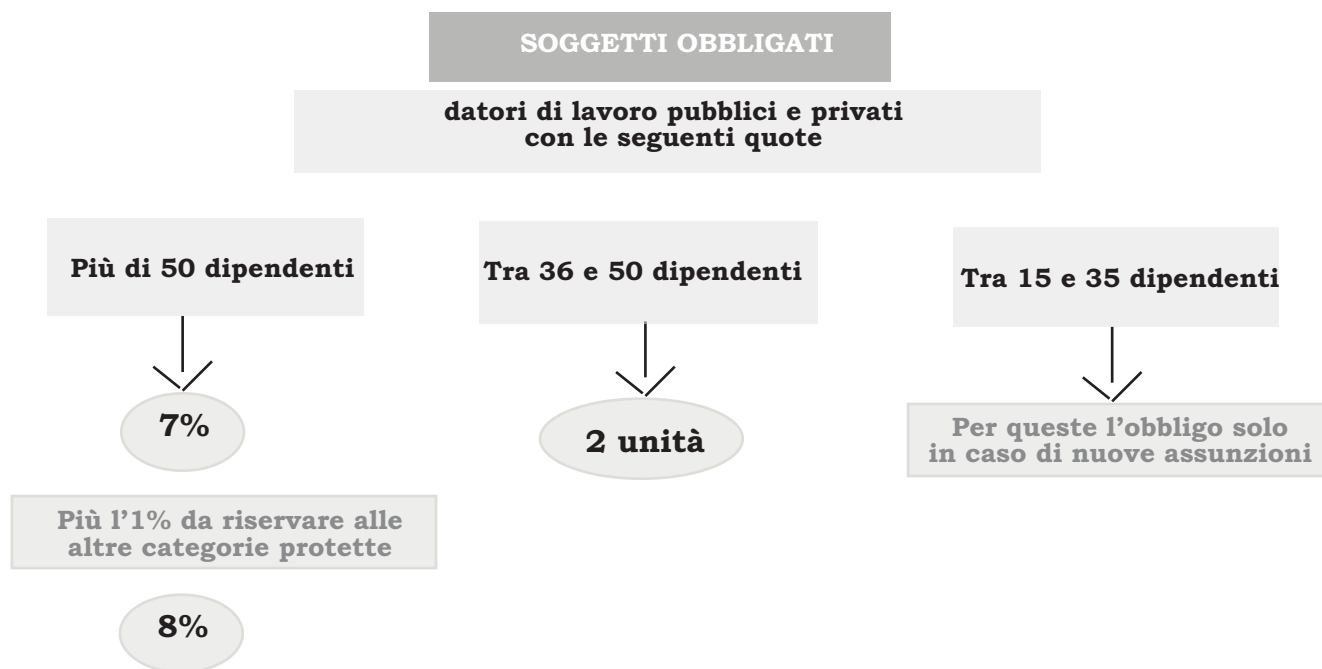 SOGGETTI OBBLIGATI
datori di lavoro pubblici e privati
con le seguenti quote
Più di 50 dipendenti
7%
Più l’1% da riservare alle
altre categorie protette
8%
Tra 36 e 50 dipendenti
2 unità
Tra 15 e 35 dipendenti
Per queste l’obbligo solo
in caso di nuove assunzioni